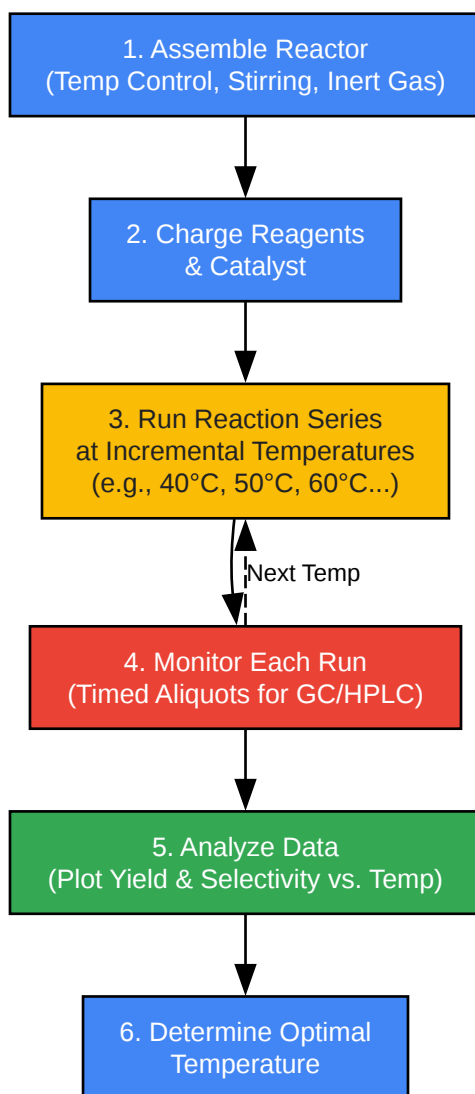 1. Assemble Reactor
(Temp Control, Stirring, Inert Gas)
2. Charge Reagents
& Catalyst
3. Run Reaction Series
at Incremental Temperatures
(e.g., 40°C, 50°C, 60°C...)
Next Temp
4. Monitor Each Run
(Timed Aliquots for GC/HPLC)
5. Analyze Data
(Plot Yield & Selectivity vs. Temp)
6. Determine Optimal
Temperature